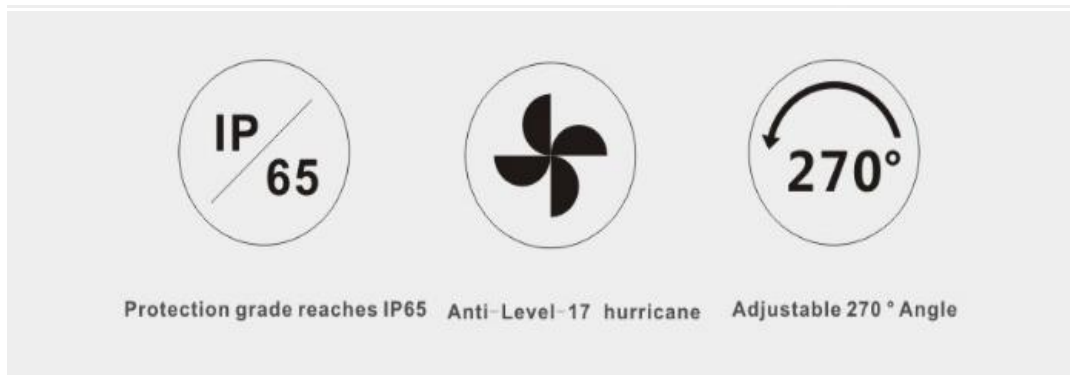 IP
65
270°
Protection grade reaches IP65
Anti-Level-17 hurricane
Adjustable 270 ° Angle